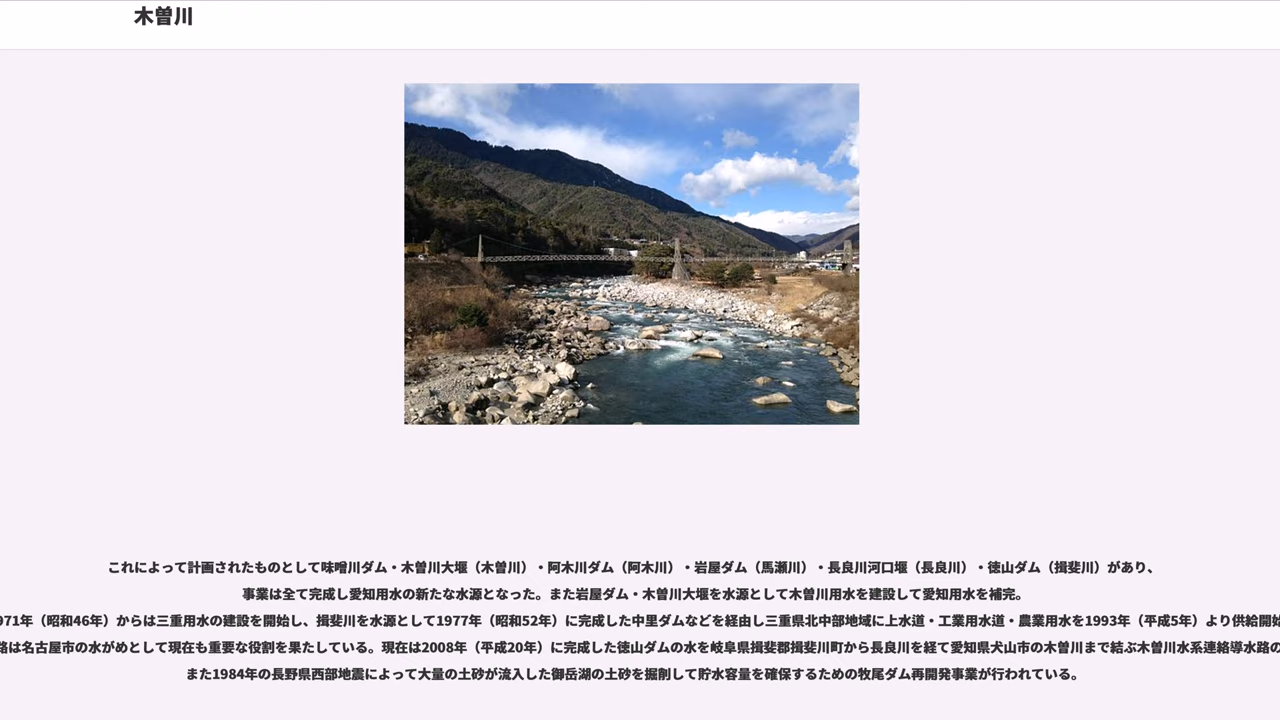 木曽川
これによって計画されたものとして味噌川ダム・木曽川大堰（木曽川）・阿木川ダム（阿木川）・岩屋ダム（馬瀬川）・長良川河口堰（長良川）・徳山ダム（揖斐川）があり、
事業は全て完成し愛知用水の新たな水源となった。また岩屋ダム・木曽川大堰を水源として木曽川用水を建設して愛知用水を補完。
971年（昭和46年）からは三重用水の建設を開始し、揖斐川を水源として1977年（昭和52年）に完成した中里ダムなどを経由し三重県北中部地域に上水道・工業用水道・農業用水を1993年（平成5年）より供給開始
路は名古屋市の水がめとして現在も重要な役割を果たしている。現在は2008年（平成20年）に完成した徳山ダムの水を岐阜県揖斐郡揖斐川町から長良川を経て愛知県犬山市の木曽川まで結ぶ木曽川水系連絡導水路の
また1984年の長野県西部地震によって大量の土砂が流入した御岳湖の土砂を掘削して貯水容量を確保するための牧尾ダム再開発事業が行われている。